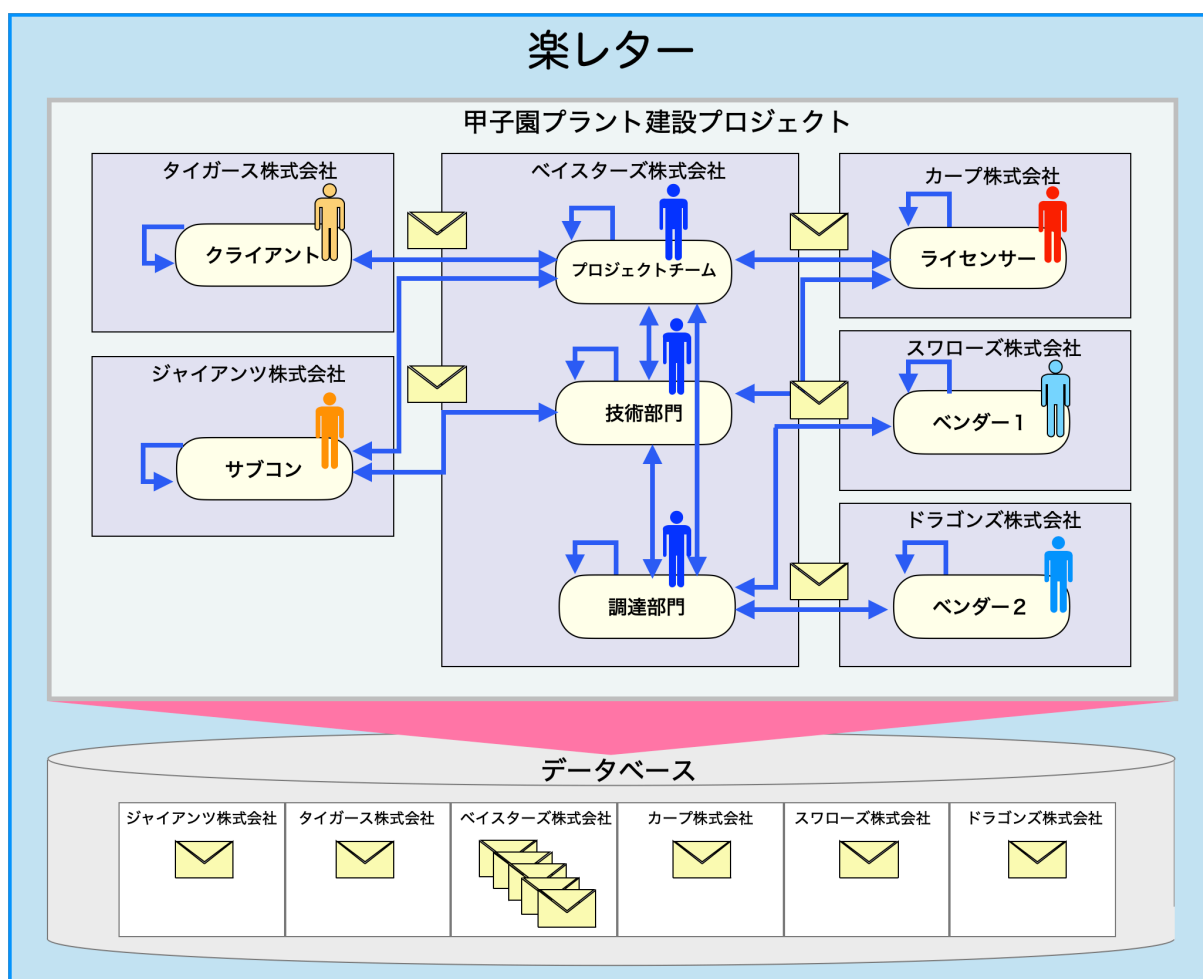 楽レター
甲子園プラント建設プロジェクト
タイガース株式会社
クライアント
ジャイアンツ株式会社
サブコン
ベイスターズ株式会社
プロジェクトチーム
技術部門
調達部門
カープ株式会社
ライセンサー
スワローズ株式会社
ベンダー１
ドラゴンズ株式会社
ベンダー２
データベース
ジャイアンツ株式会社
タイガース株式会社
ベイスターズ株式会社
カープ株式会社
スワローズ株式会社
ドラゴンズ株式会社